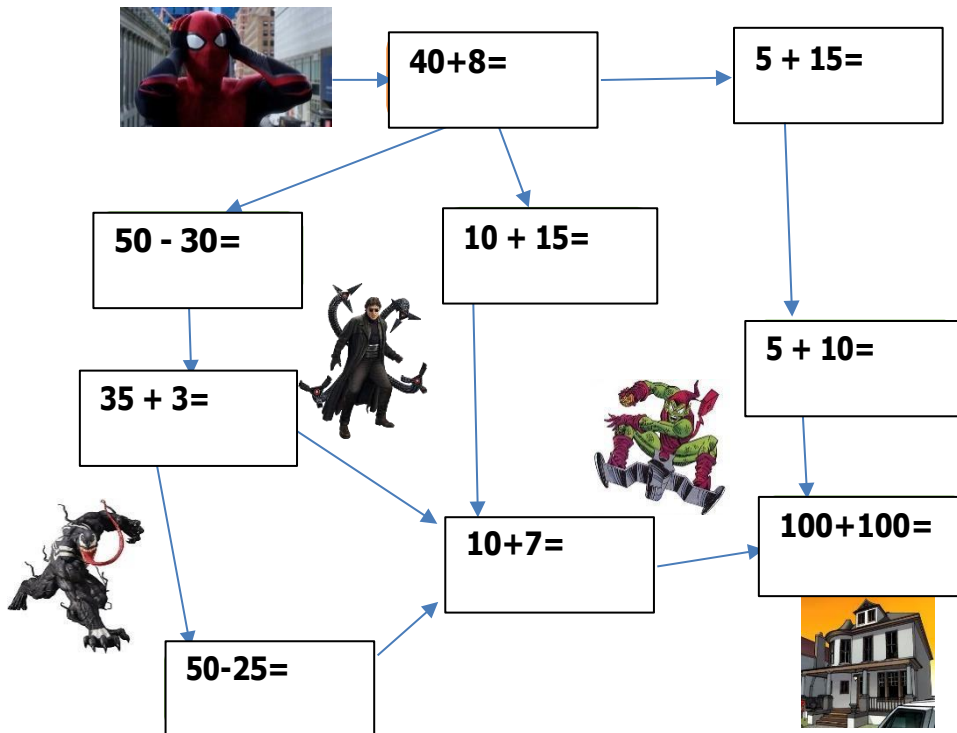 40+8=
5 + 15=
50 - 30=
10 + 15=
5 + 10=
35 + 3=
100+100=
10+7=
50-25=